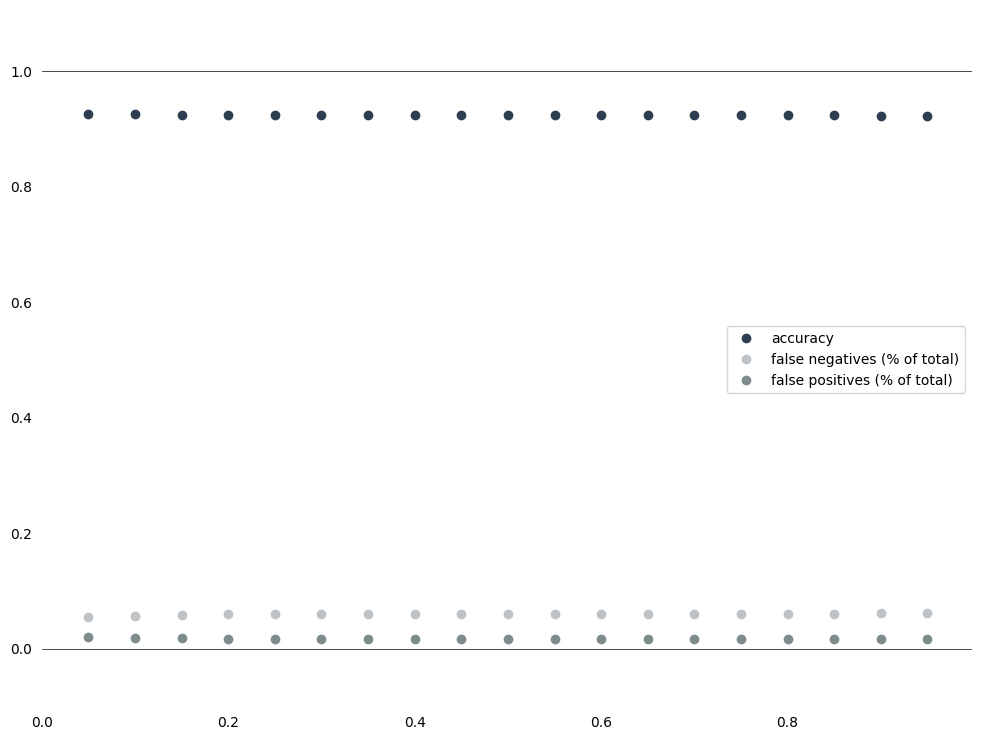 1.0
0.8
0.6
accuracy
false negatives (% of total)
false positives (% of total)
0.4
0.2
0.0
0.0 0.2 0.4 0.6 0.8